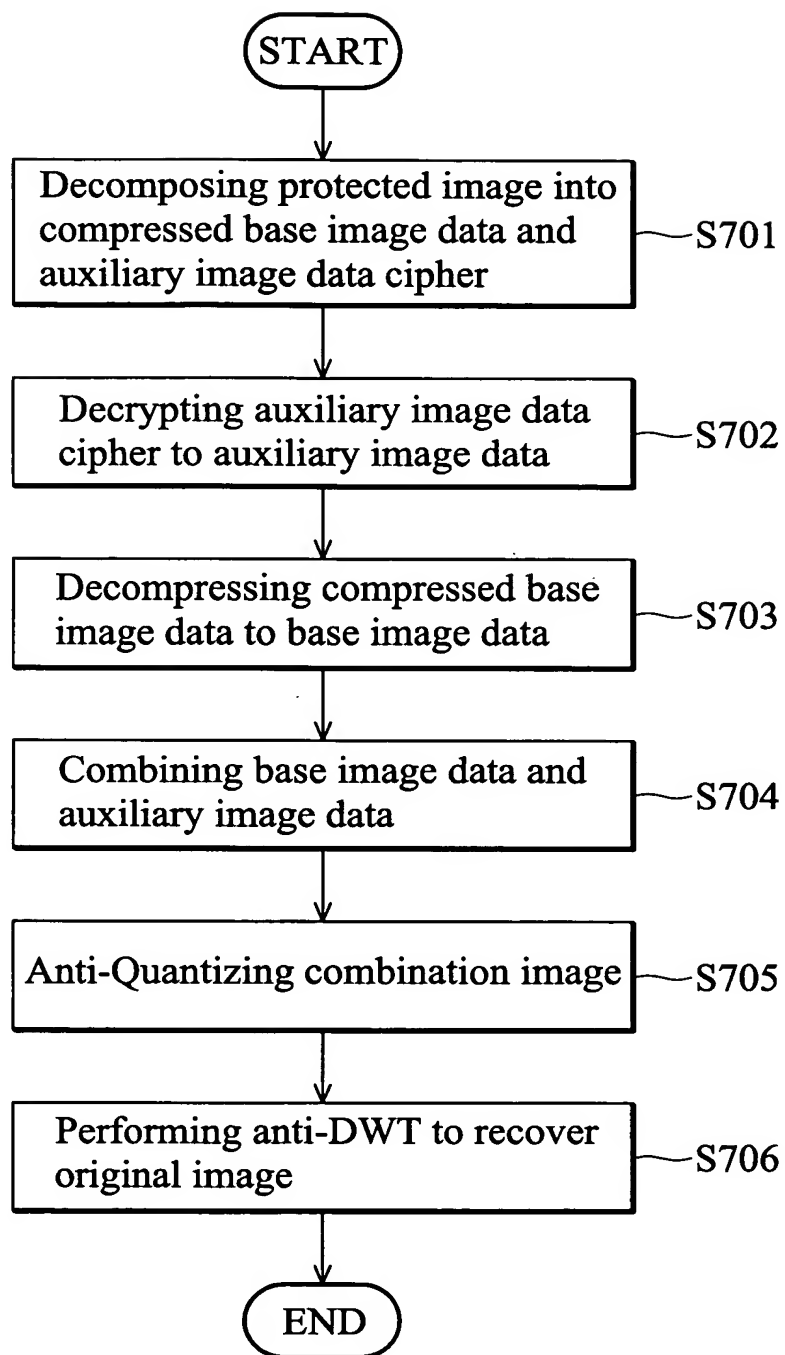 START
Decomposing protected image into
compressed base image data and
auxiliary image data cipher
S701
Decrypting auxiliary image data
cipher to auxiliary image data
S702
Decompressing compressed base
image data to base image data
S703
Combining base image data and
auxiliary image data
S704
Anti-Quantizing combination image
S705
Performing anti-DWT to recover
original image
S706
END